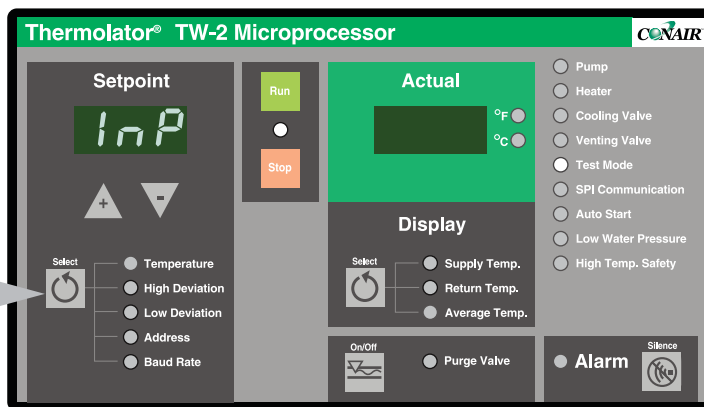 Thermolator® TW-2 Microprocessor
CONAIR
Setpoint
InP
Select
Temperature
High Deviation
Low Deviation
Address
Baud Rate
Run
Stop
Actual
°F
°C
Display
Select
Supply Temp.
Return Temp.
Average Temp.
On/Off
Purge Valve
Pump
Heater
Cooling Valve
Venting Valve
Test Mode
SPI Communication
Auto Start
Low Water Pressure
High Temp. Safety
Alarm
Silence